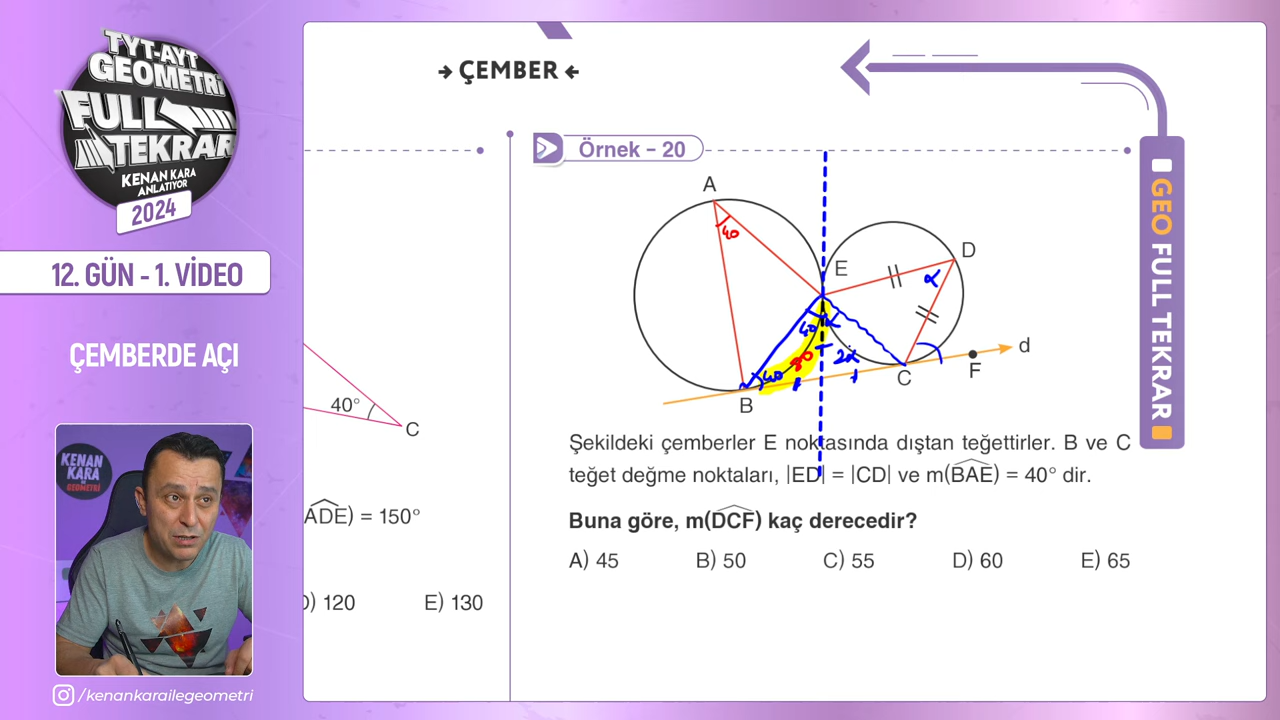 TYT-AYT
GEOMETRİ
FULL
TEKRAR
KENAN KARA
ANLATIYOR
2024
12. GÜN - 1. VİDEO
ÇEMBERDE AÇI
KENAN
KARA
GEOMETRİ
/kenankarailegeometri
ÇEMBER
GEO FULL TEKRAR
40°
C
ADE) = 150°
D) 120 E) 130
Örnek - 20
A
40
E
D
α
40
α
80
2α
40
d
F
C
B
Şekildeki çemberler E noktasında dıştan teğettirler. B ve C
teğet değme noktaları, |ED| = |CD| ve m(BAE) = 40° dir.
Buna göre, m(DCF) kaç derecedir?
A) 45 B) 50 C) 55 D) 60 E) 65